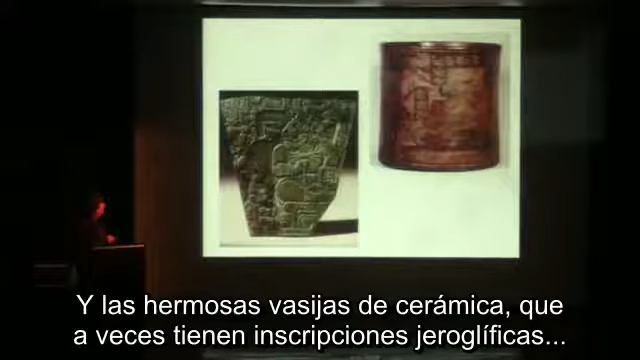 Y las hermosas vasijas de cerámica, que
a veces tienen inscripciones jeroglíficas...